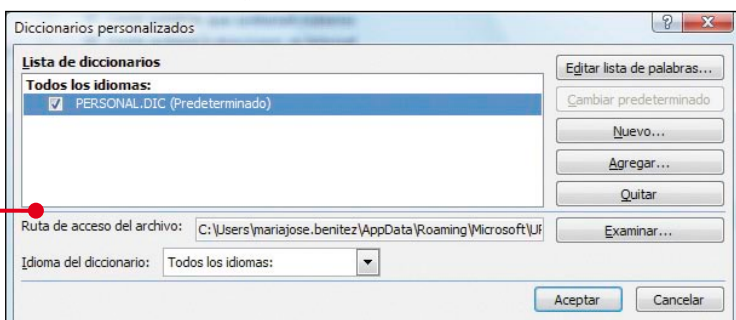 Diccionarios personalizados
Lista de diccionarios
Todos los idiomas:
PERSONAL.DIC (Predeterminado)
Editar lista de palabras...
Cambiar predeterminado
Nuevo...
Agregar...
Quitar
Ruta de acceso del archivo: C:\Users\mariajose.benitez\AppData\Roaming\Microsoft\UF
Examinar...
Idioma del diccionario: Todos los idiomas:
Aceptar Cancelar